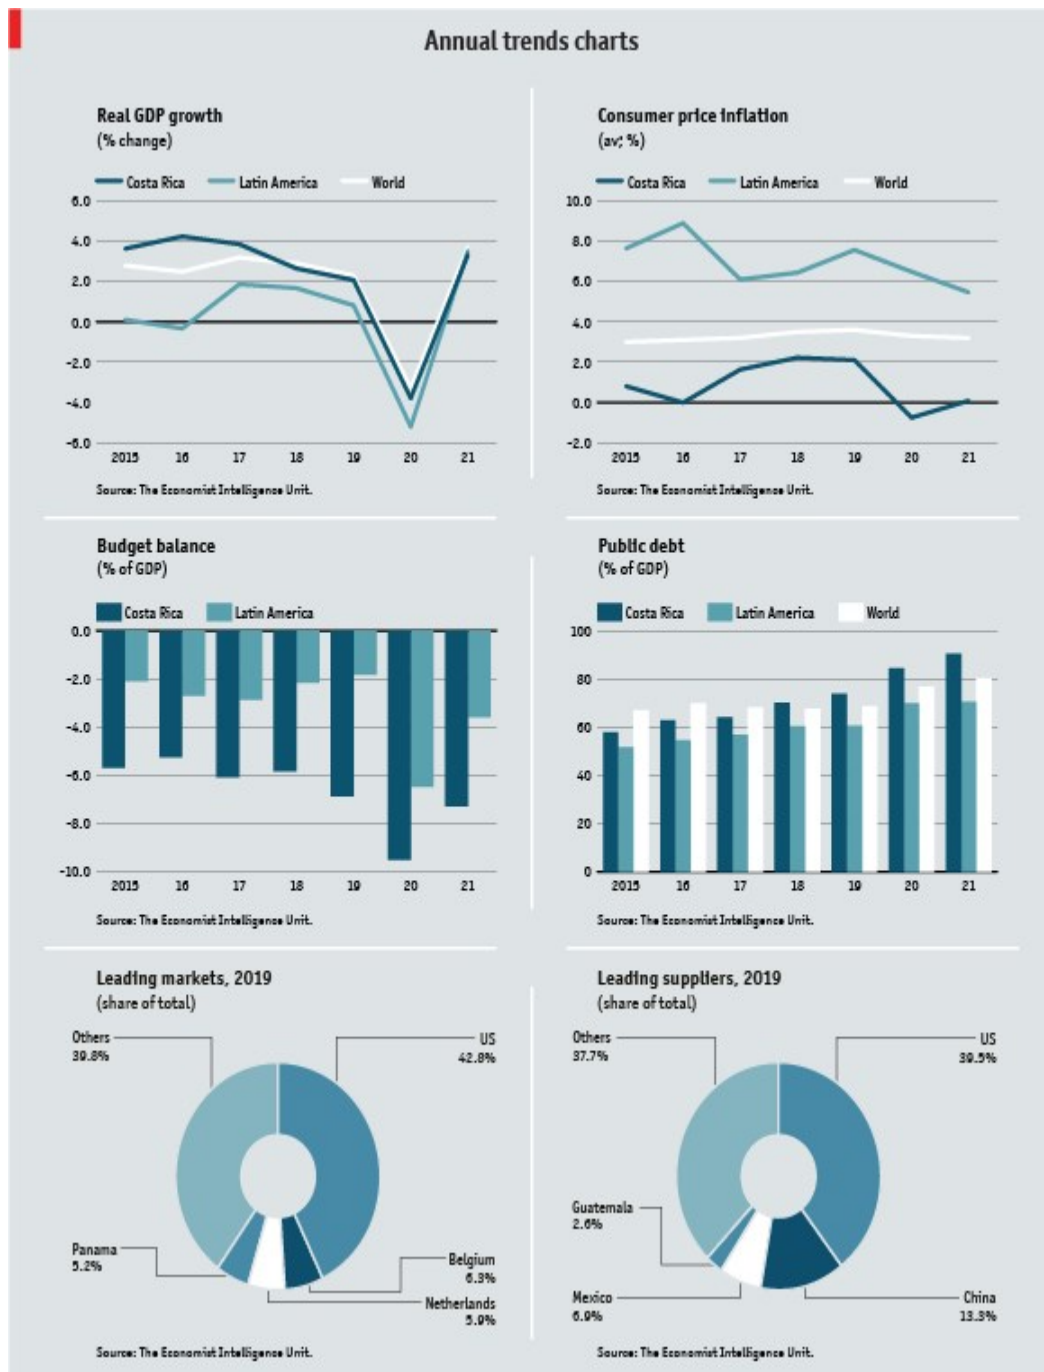 Annual trends charts
Real GDP growth
(% change)
Costa Rica Latin America World
6.0
4.0
2.0
0.0
-2.0
-4.0
-6.0
2015 16 17 18 19 20 21
Source: The Economist Intelligence Unit.
Consumer price inflation
(av; %)
Costa Rica Latin America World
10.0
8.0
6.0
4.0
2.0
0.0
-2.0
2015 16 17 18 19 20 21
Source: The Economist Intelligence Unit.
Budget balance
(% of GDP)
Costa Rica Latin America
0.0
-2.0
-4.0
-6.0
-8.0
-10.0
2015 16 17 18 19 20 21
Source: The Economist Intelligence Unit.
Public debt
(% of GDP)
Costa Rica Latin America World
100
80
60
40
20
0
2015 16 17 18 19 20 21
Source: The Economist Intelligence Unit.
Leading markets, 2019
(share of total)
Others
39.8%
US
42.8%
Panama
5.2%
Belgium
6.3%
Netherlands
5.9%
Source: The Economist Intelligence Unit.
Leading suppliers, 2019
(share of total)
Others
37.7%
US
39.5%
Guatemala
2.6%
Mexico
6.9%
China
13.3%
Source: The Economist Intelligence Unit.